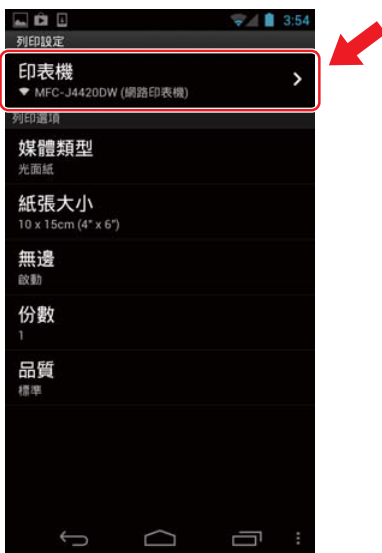 3:54
列印設定
印表機
MFC-J4420DW (網路印表機)
列印選項
媒體類型
光面紙
紙張大小
10 x 15cm (4" x 6")
無邊
啟動
份數
1
品質
標準